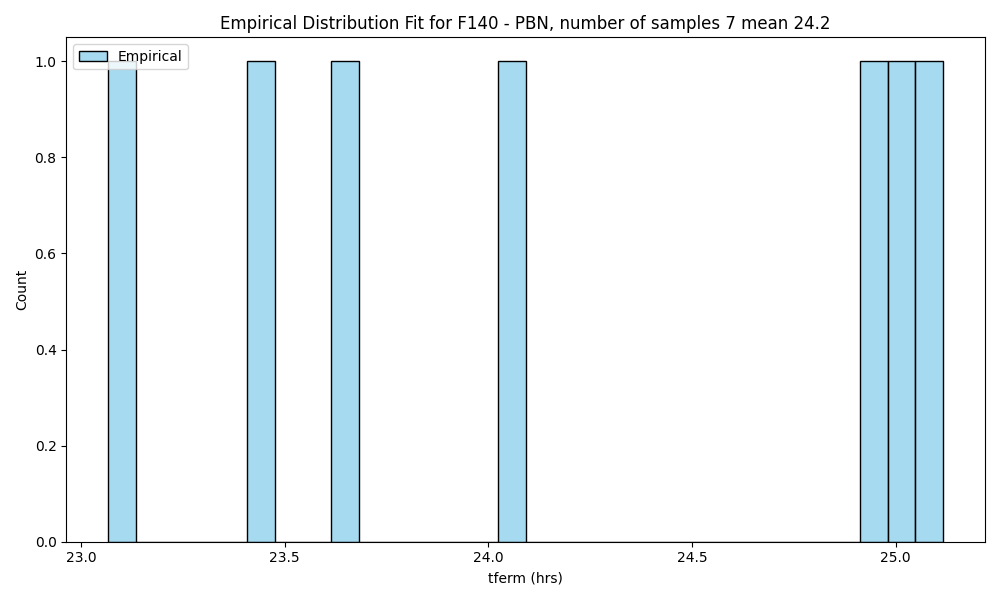 Empirical Distribution Fit for F140 - PBN, number of samples 7 mean 24.2
Empirical
1.0
0.8
0.6
0.4
0.2
0.0
Count
23.0 23.5 24.0 24.5 25.0
tferm (hrs)